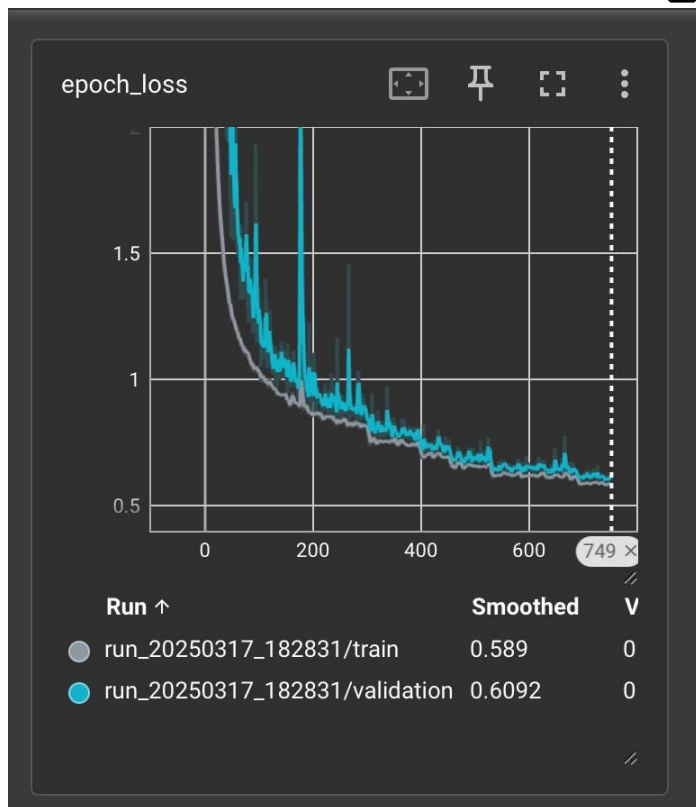 epoch_loss
2
1.5
1
0.5
0 200 400 600 749 ×
Run ↑ Smoothed V
run_20250317_182831/train 0.589 0
run_20250317_182831/validation 0.6092 0